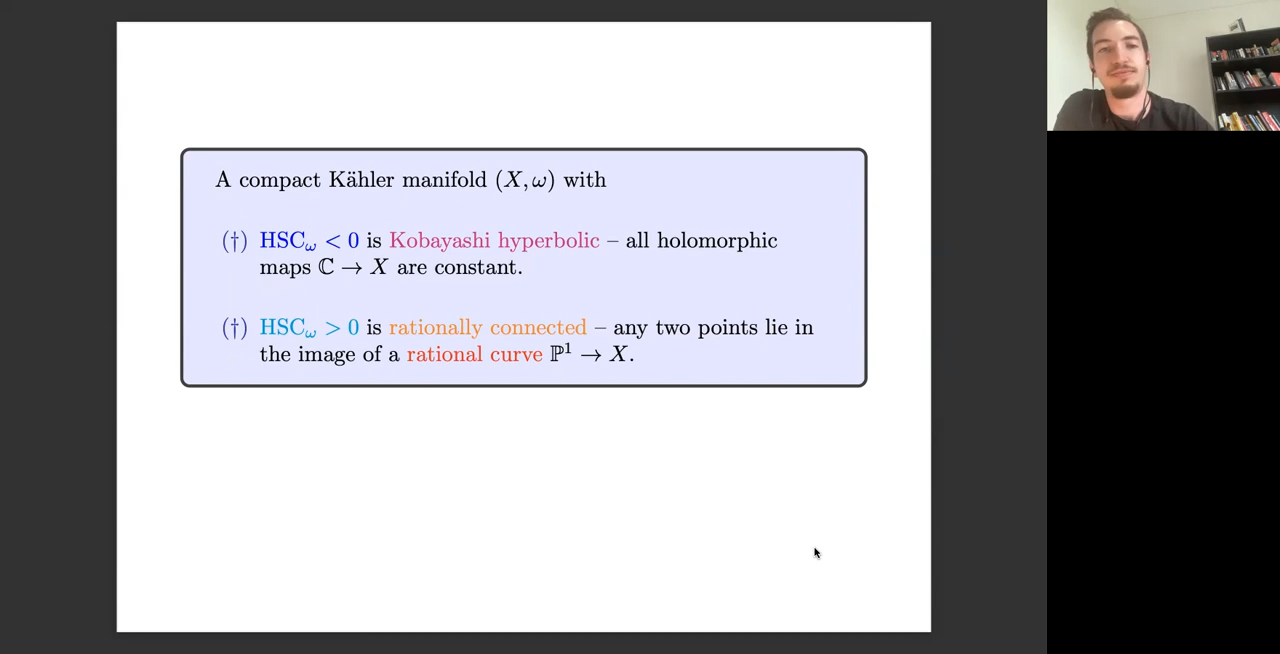 A compact Kähler manifold (X, ω) with
(†) HSC_ω < 0 is Kobayashi hyperbolic – all holomorphic
maps ℂ → X are constant.
(†) HSC_ω > 0 is rationally connected – any two points lie in
the image of a rational curve ℙ¹ → X.